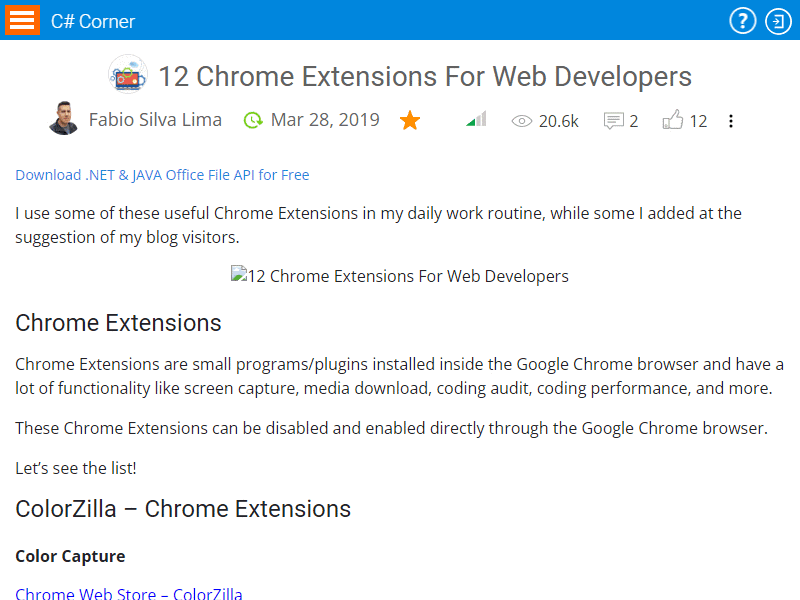 C# Corner
12 Chrome Extensions For Web Developers
Fabio Silva Lima Mar 28, 2019 20.6k 2 12
Download .NET & JAVA Office File API for Free
I use some of these useful Chrome Extensions in my daily work routine, while some I added at the
suggestion of my blog visitors.
12 Chrome Extensions For Web Developers
Chrome Extensions
Chrome Extensions are small programs/plugins installed inside the Google Chrome browser and have a
lot of functionality like screen capture, media download, coding audit, coding performance, and more.
These Chrome Extensions can be disabled and enabled directly through the Google Chrome browser.
Let’s see the list!
ColorZilla – Chrome Extensions
Color Capture
Chrome Web Store – ColorZilla